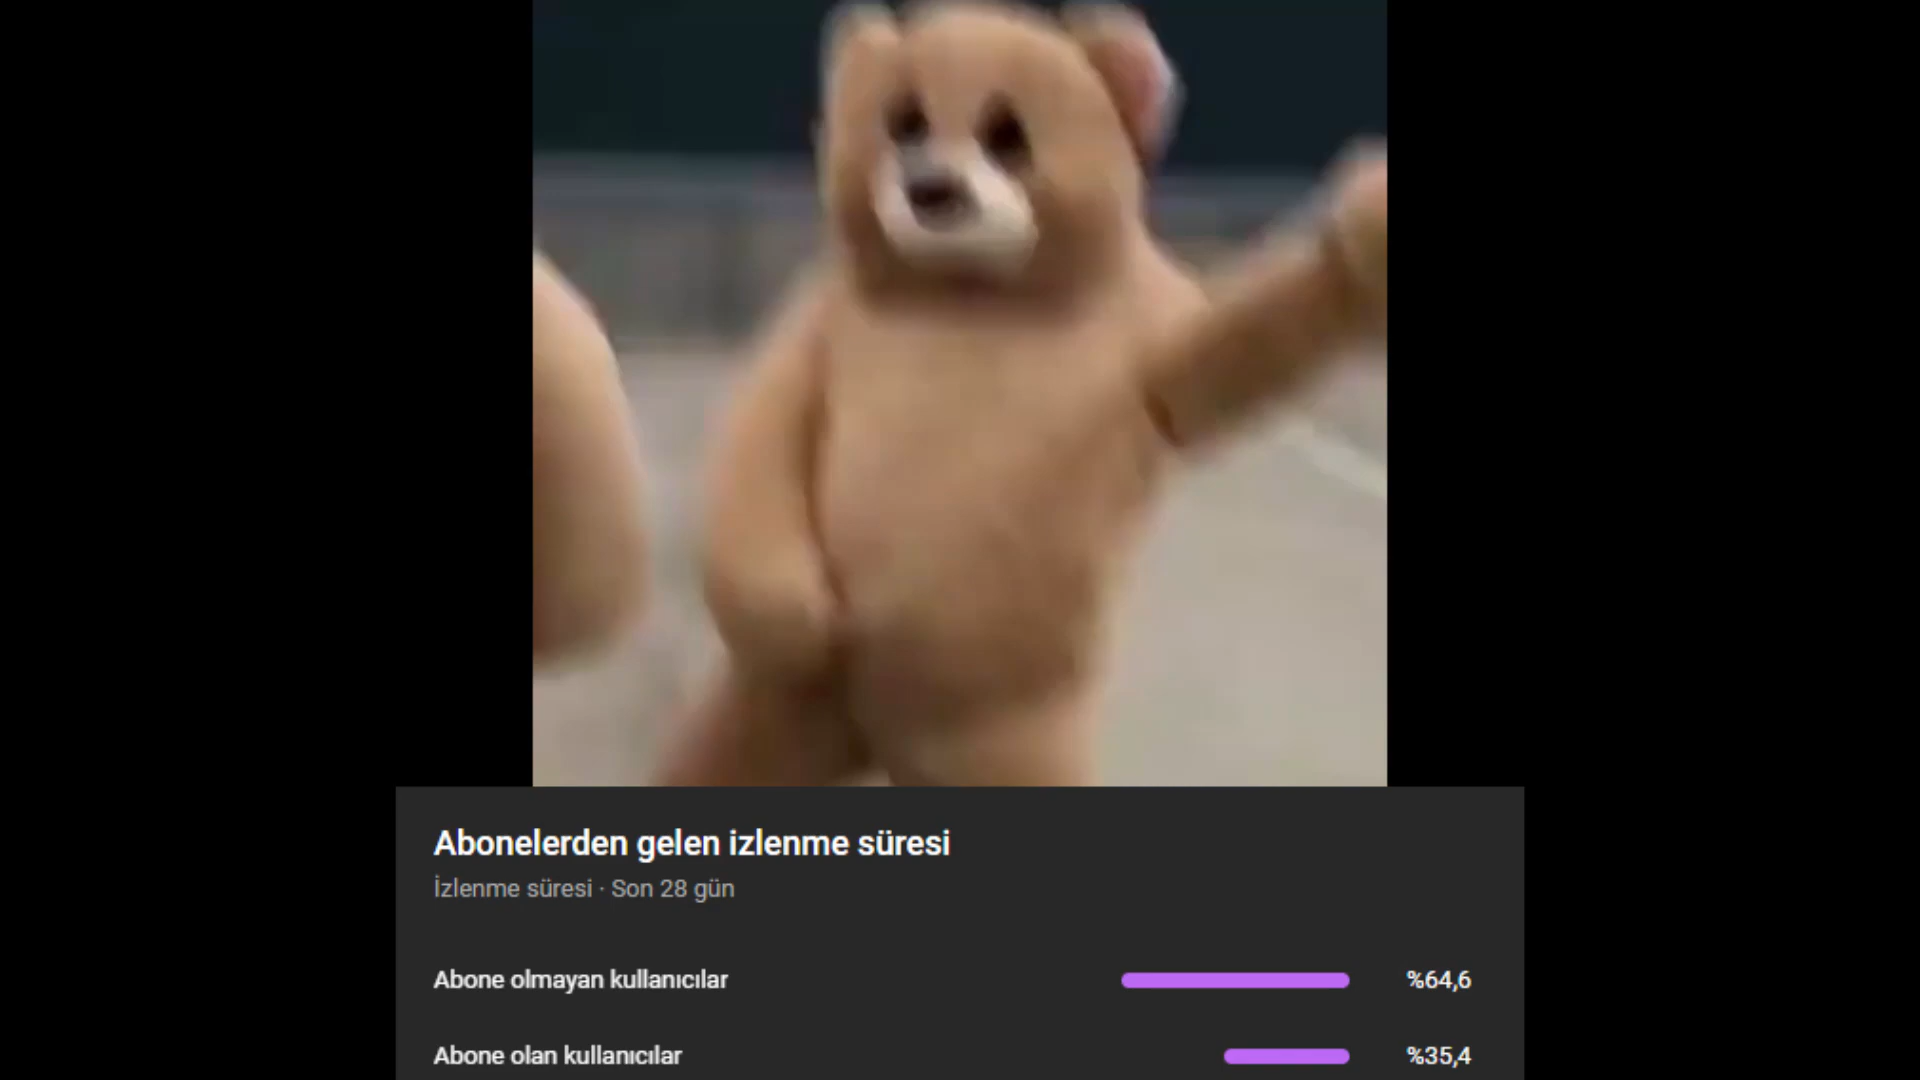 Abonelerden gelen izlenme süresi
İzlenme süresi · Son 28 gün
Abone olmayan kullanıcılar %64,6
Abone olan kullanıcılar %35,4